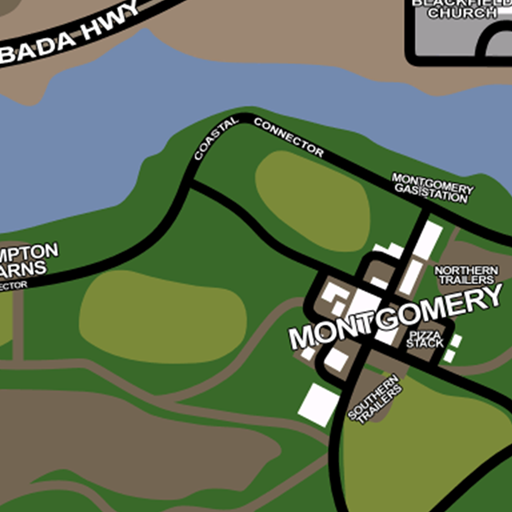 BLACKFIELD
CHURCH
BADA HWY
COASTAL
CONNECTOR
MONTGOMERY
GAS STATION
MPTON
ARNS
ECTOR
NORTHERN
TRAILERS
MONTGOMERY
PIZZA
STACK
SOUTHERN
TRAILERS